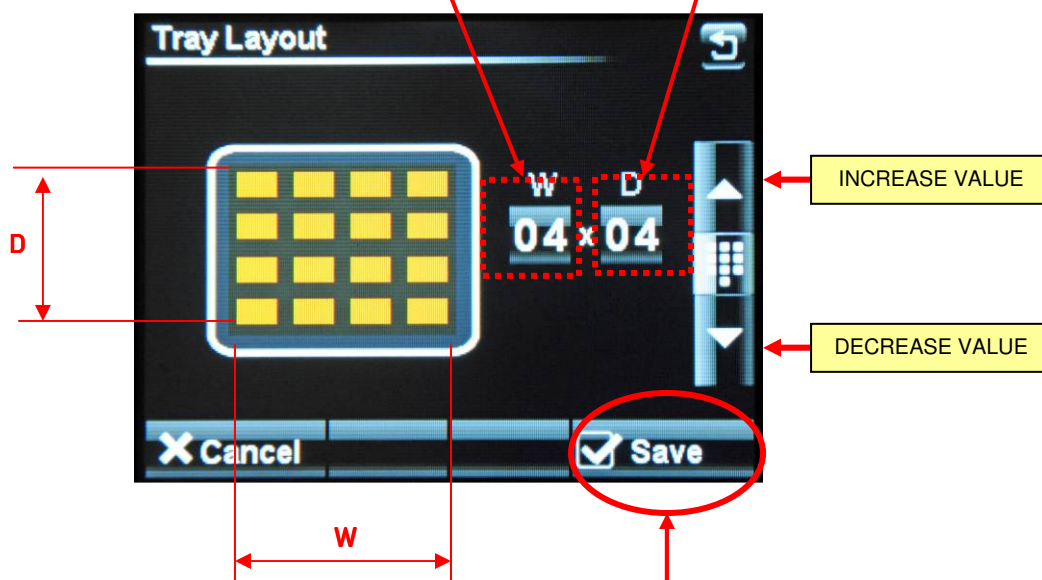 Tray Layout
W D
04 x 04
INCREASE VALUE
D
DECREASE VALUE
Cancel
Save
W